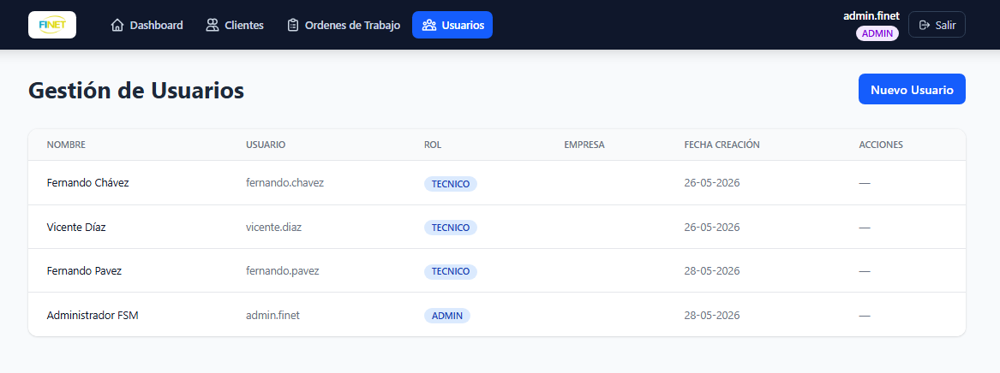 FINET
Dashboard
Clientes
Ordenes de Trabajo
Usuarios
admin.finet
ADMIN
Salir
Gestión de Usuarios
Nuevo Usuario
NOMBRE USUARIO ROL EMPRESA FECHA CREACIÓN ACCIONES
Fernando Chávez fernando.chavez TECNICO 26-05-2026 —
Vicente Díaz vicente.diaz TECNICO 26-05-2026 —
Fernando Pavez fernando.pavez TECNICO 28-05-2026 —
Administrador FSM admin.finet ADMIN 28-05-2026 —